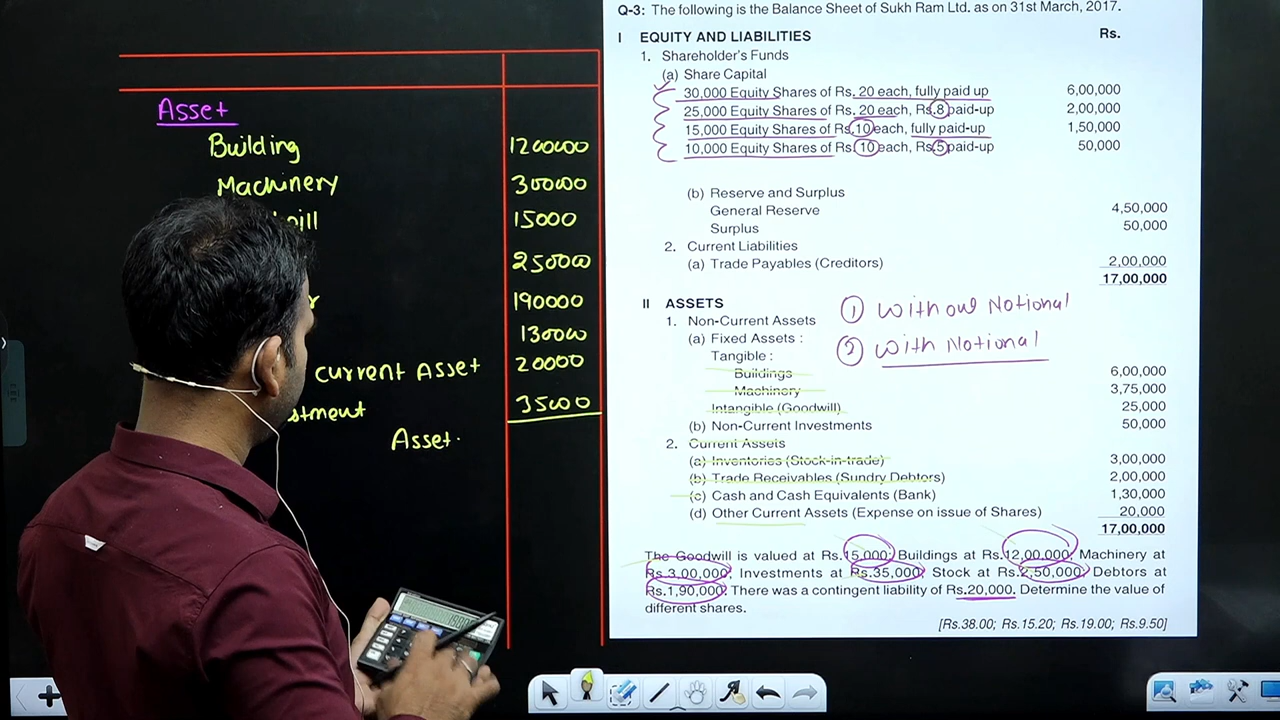 Q-3: The following is the Balance Sheet of Sukh Ram Ltd. as on 31st March, 2017.
I EQUITY AND LIABILITIES Rs.
1. Shareholder's Funds
(a) Share Capital
30,000 Equity Shares of Rs. 20 each, fully paid up 6,00,000
25,000 Equity Shares of Rs. 20 each, Rs.8 paid-up 2,00,000
15,000 Equity Shares of Rs.10 each, fully paid-up 1,50,000
10,000 Equity Shares of Rs.10 each, Rs.5 paid-up 50,000
(b) Reserve and Surplus
General Reserve 4,50,000
Surplus 50,000
2. Current Liabilities
(a) Trade Payables (Creditors) 2,00,000
17,00,000
II ASSETS
1. Non-Current Assets
(a) Fixed Assets :
Tangible :
Buildings 6,00,000
Machinery 3,75,000
Intangible (Goodwill) 25,000
(b) Non-Current Investments 50,000
2. Current Assets
(a) Inventories (Stock-in-trade) 3,00,000
(b) Trade Receivables (Sundry Debtors) 2,00,000
(c) Cash and Cash Equivalents (Bank) 1,30,000
(d) Other Current Assets (Expense on issue of Shares) 20,000
17,00,000
The Goodwill is valued at Rs.15,000; Buildings at Rs.12,00,000; Machinery at
Rs.3,00,000; Investments at Rs.35,000; Stock at Rs.2,50,000; Debtors at
Rs.1,90,000. There was a contingent liability of Rs.20,000. Determine the value of
different shares.
[Rs.38.00; Rs.15.20; Rs.19.00; Rs.9.50]
① without Notional
② with Notional
Asset
Building 1200000
Machinery 300000
ill 15000
250000
r 190000
130000
current Asset 20000
stment 35000
Asset.